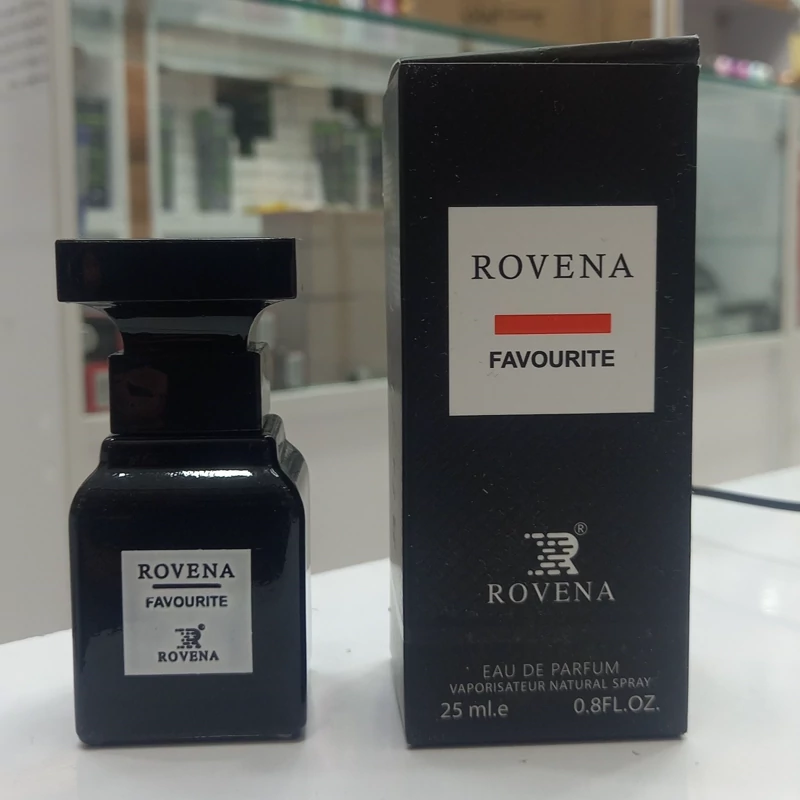 ROVENA
FAVOURITE
ROVENA
ROVENA
FAVOURITE
®
ROVENA
EAU DE PARFUM
VAPORISATEUR NATURAL SPRAY
25 ml.e 0.8FL.OZ.